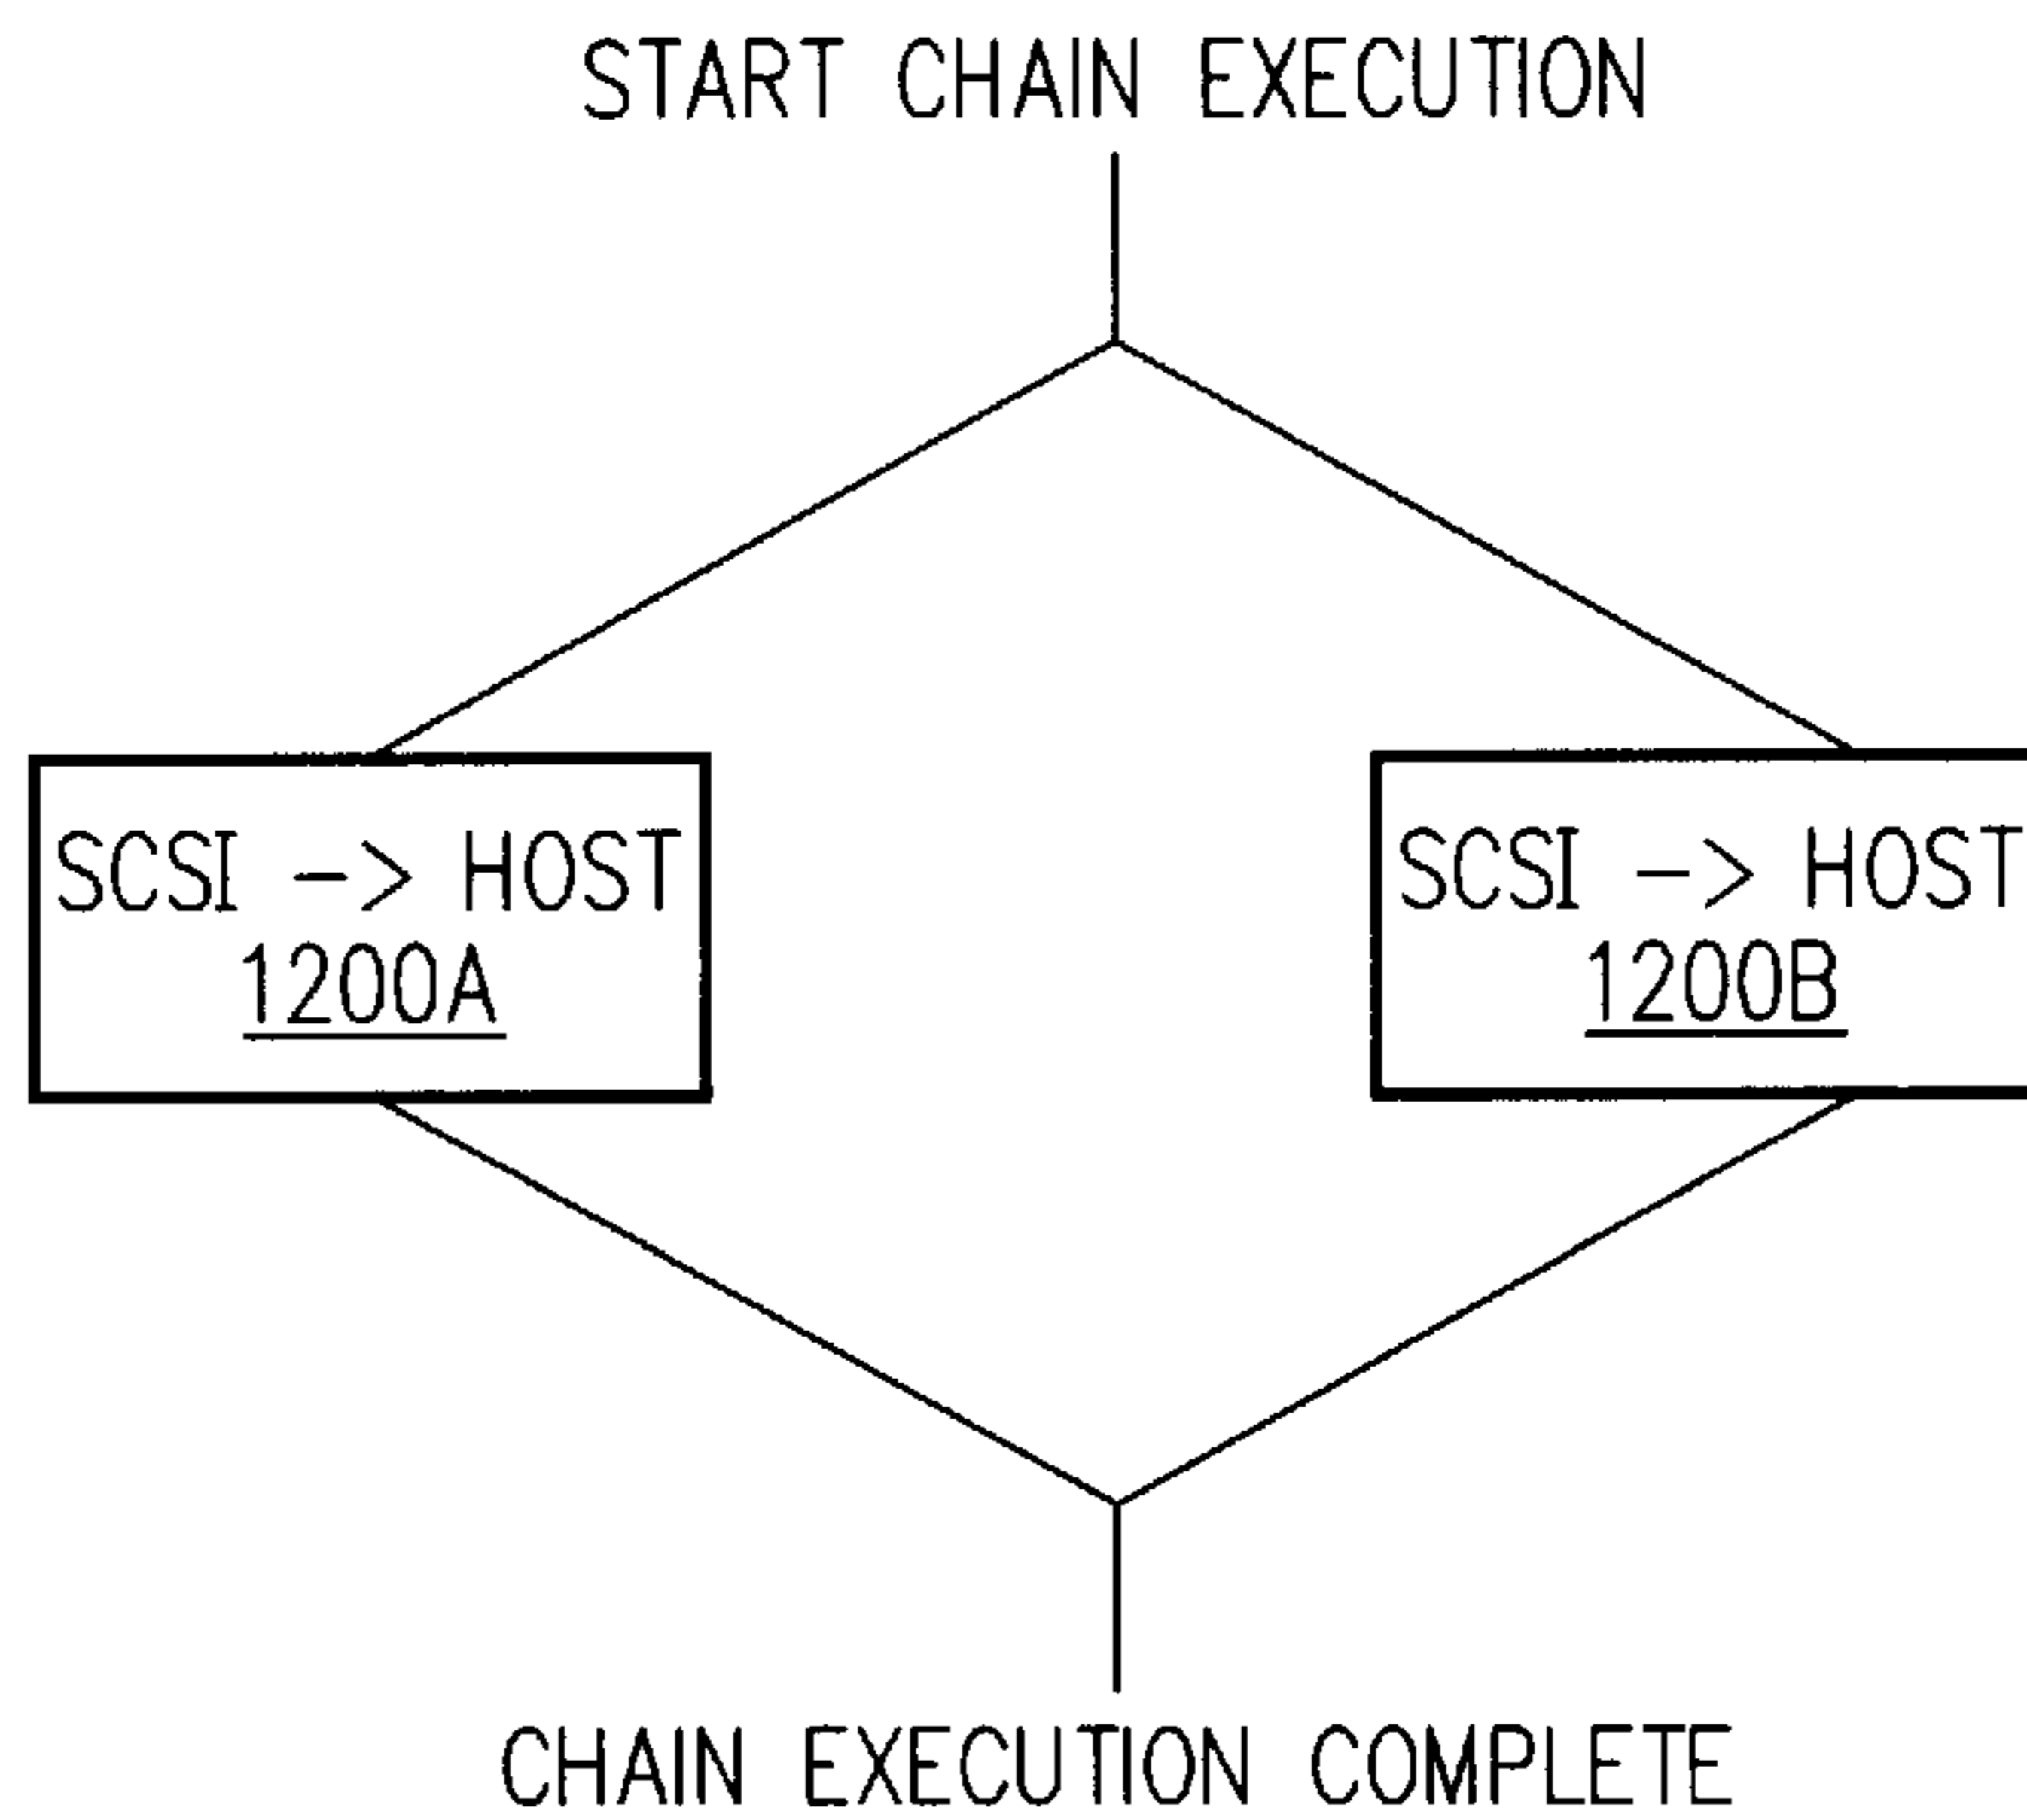 START CHAIN EXECUTION
SCSI -> HOST
1200A
SCSI -> HOST
1200B
CHAIN EXECUTION COMPLETE